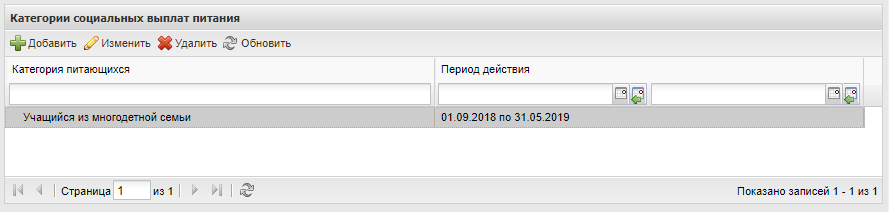 Категории социальных выплат питания
Добавить Изменить Удалить Обновить
Категория питающихся Период действия
Учащийся из многодетной семьи 01.09.2018 по 31.05.2019
Страница 1 из 1 Показано записей 1 - 1 из 1